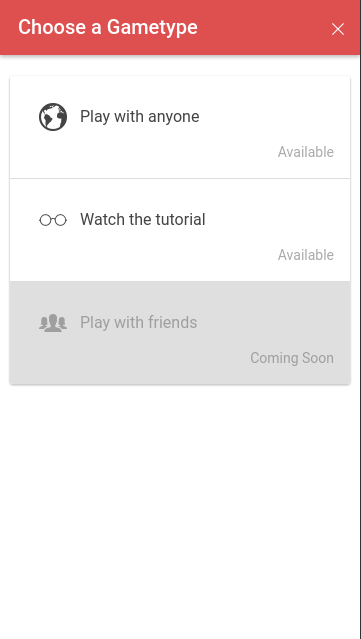 Choose a Gametype
Play with anyone
Available
Watch the tutorial
Available
Play with friends
Coming Soon